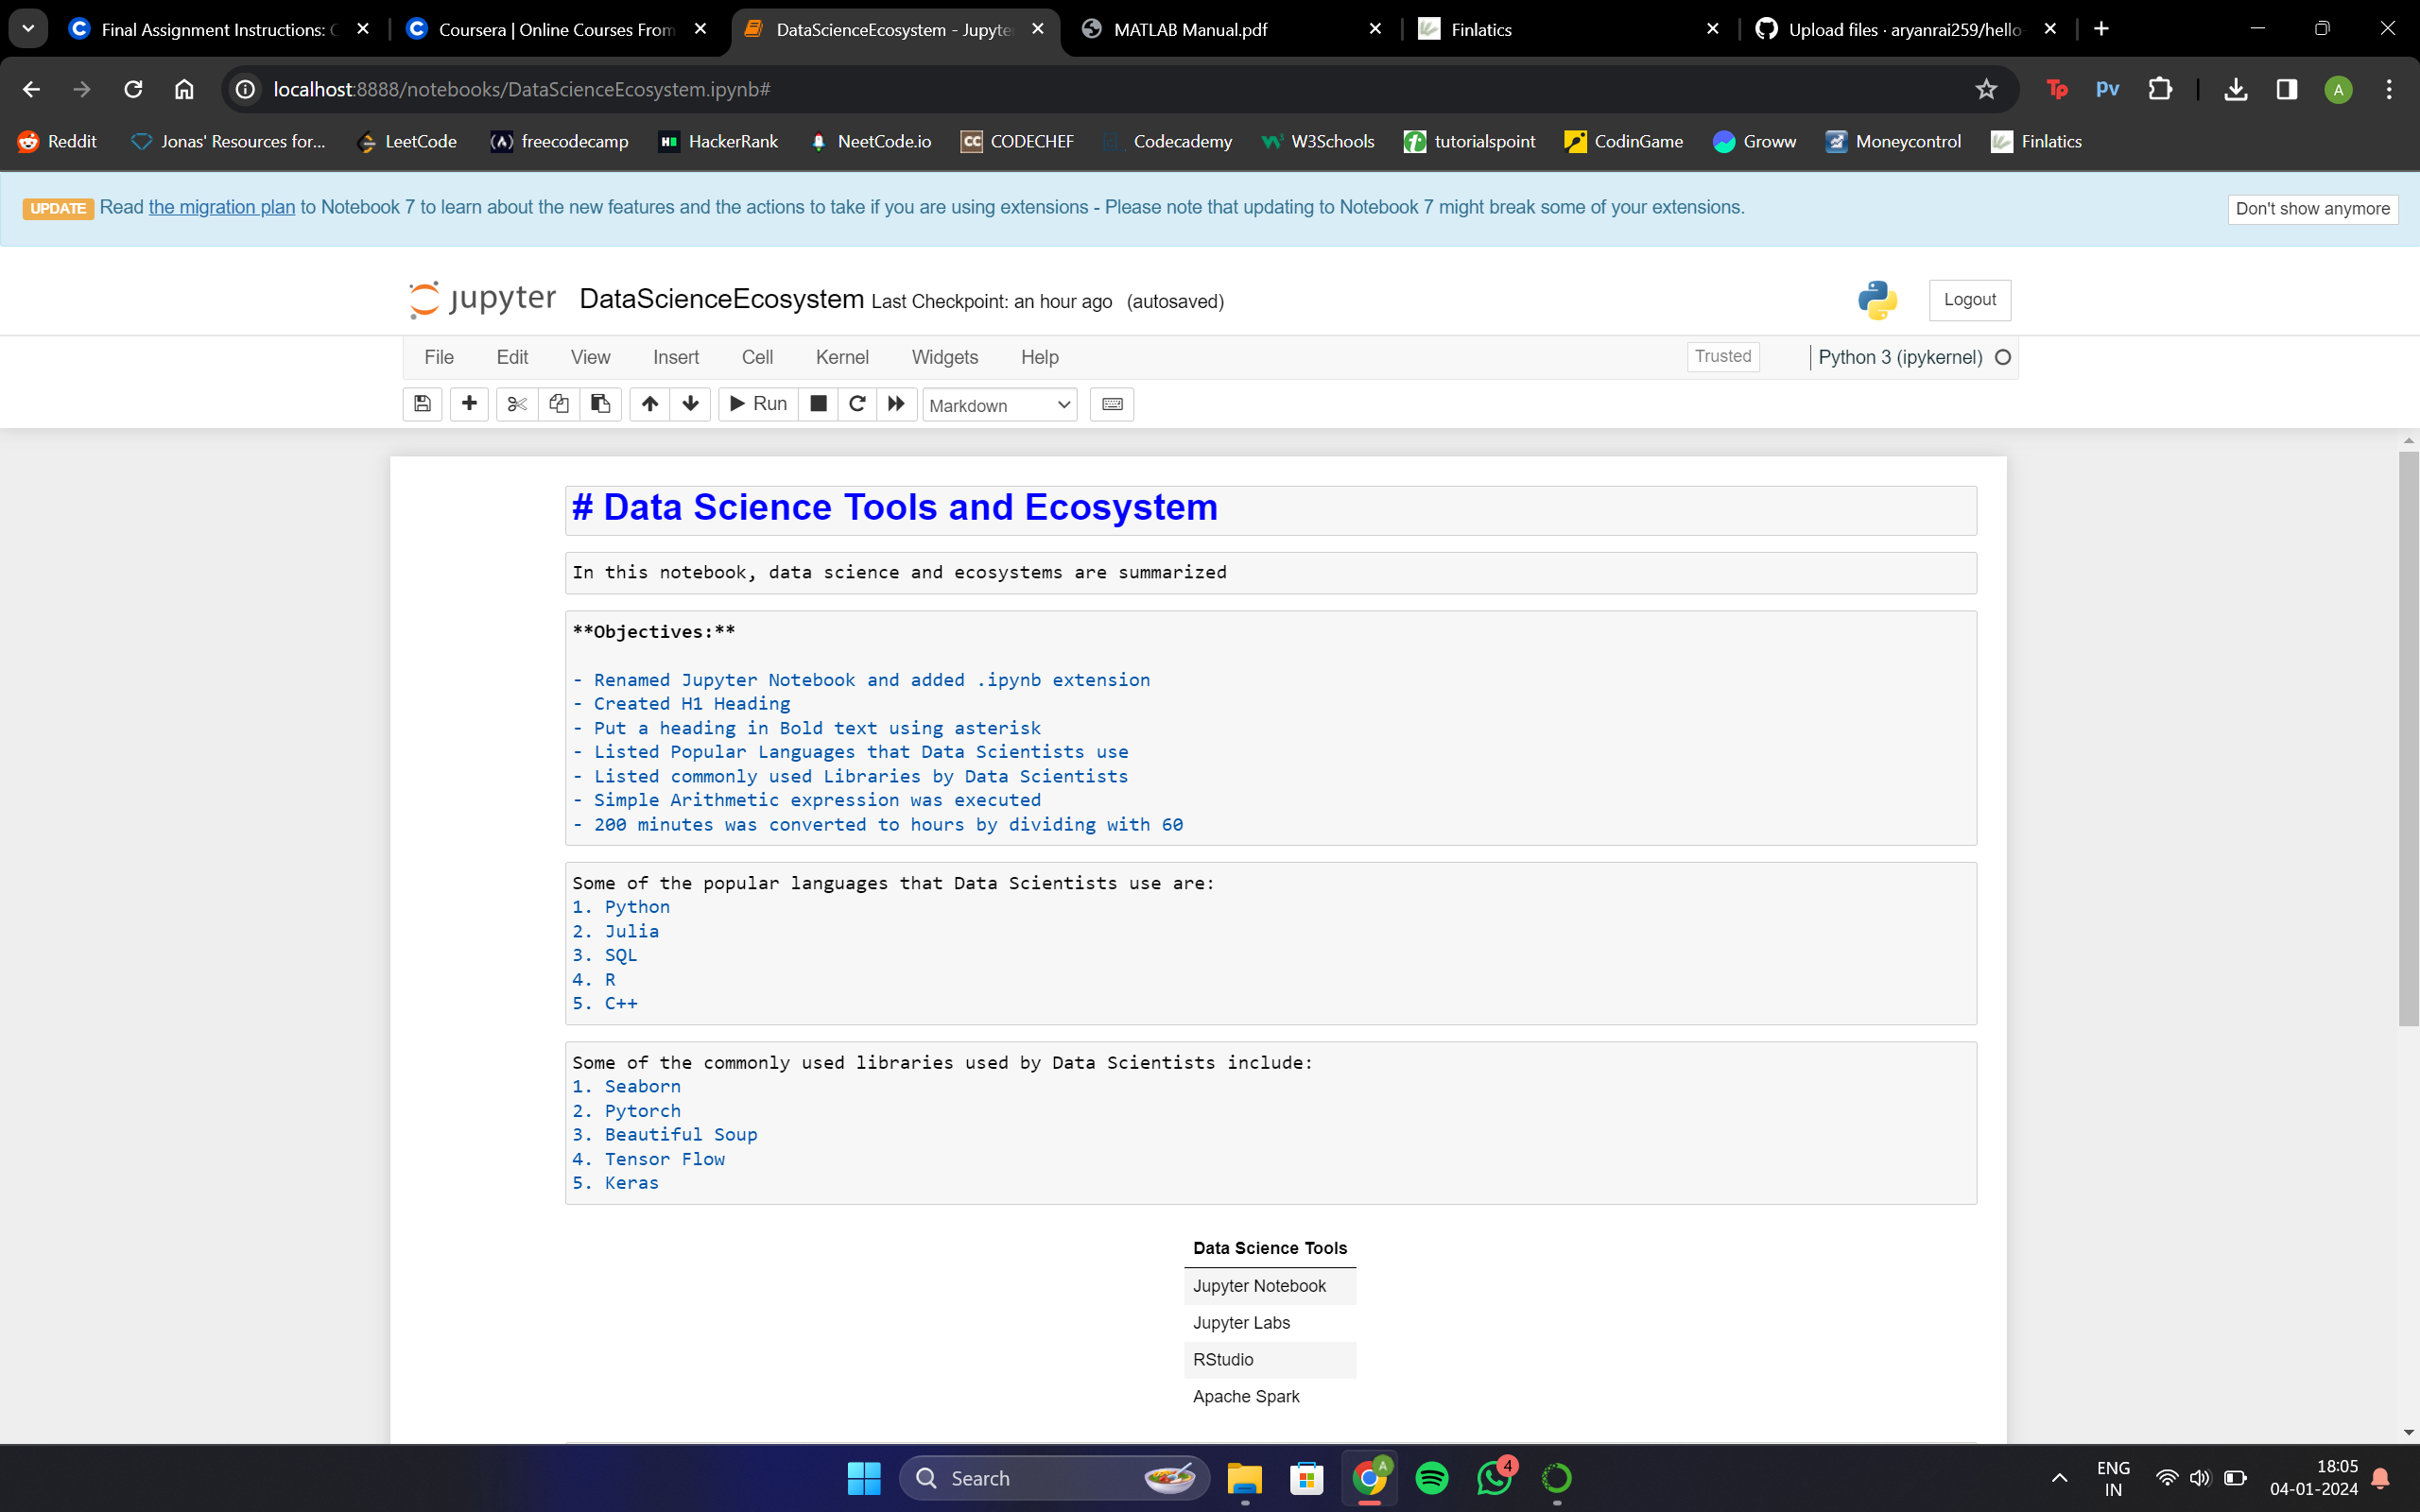 Final Assignment Instructions: C
Coursera | Online Courses From
DataScienceEcosystem - Jupyte
MATLAB Manual.pdf
Finlatics
Upload files · aryanrai259/hello
localhost:8888/notebooks/DataScienceEcosystem.ipynb#
Tp
pv
A
Reddit
Jonas' Resources for...
LeetCode
freecodecamp
HackerRank
NeetCode.io
CC CODECHEF
Codecademy
W3Schools
tutorialspoint
CodinGame
Groww
Moneycontrol
Finlatics
UPDATE Read the migration plan to Notebook 7 to learn about the new features and the actions to take if you are using extensions - Please note that updating to Notebook 7 might break some of your extensions.
Don't show anymore
jupyter DataScienceEcosystem Last Checkpoint: an hour ago (autosaved)
Logout
File Edit View Insert Cell Kernel Widgets Help
Trusted
Python 3 (ipykernel)
Run
Markdown
# Data Science Tools and Ecosystem
In this notebook, data science and ecosystems are summarized
**Objectives:**
- Renamed Jupyter Notebook and added .ipynb extension
- Created H1 Heading
- Put a heading in Bold text using asterisk
- Listed Popular Languages that Data Scientists use
- Listed commonly used Libraries by Data Scientists
- Simple Arithmetic expression was executed
- 200 minutes was converted to hours by dividing with 60
Some of the popular languages that Data Scientists use are:
1. Python
2. Julia
3. SQL
4. R
5. C++
Some of the commonly used libraries used by Data Scientists include:
1. Seaborn
2. Pytorch
3. Beautiful Soup
4. Tensor Flow
5. Keras
Data Science Tools
Jupyter Notebook
Jupyter Labs
RStudio
Apache Spark
Search
A
4
ENG
IN
18:05
04-01-2024